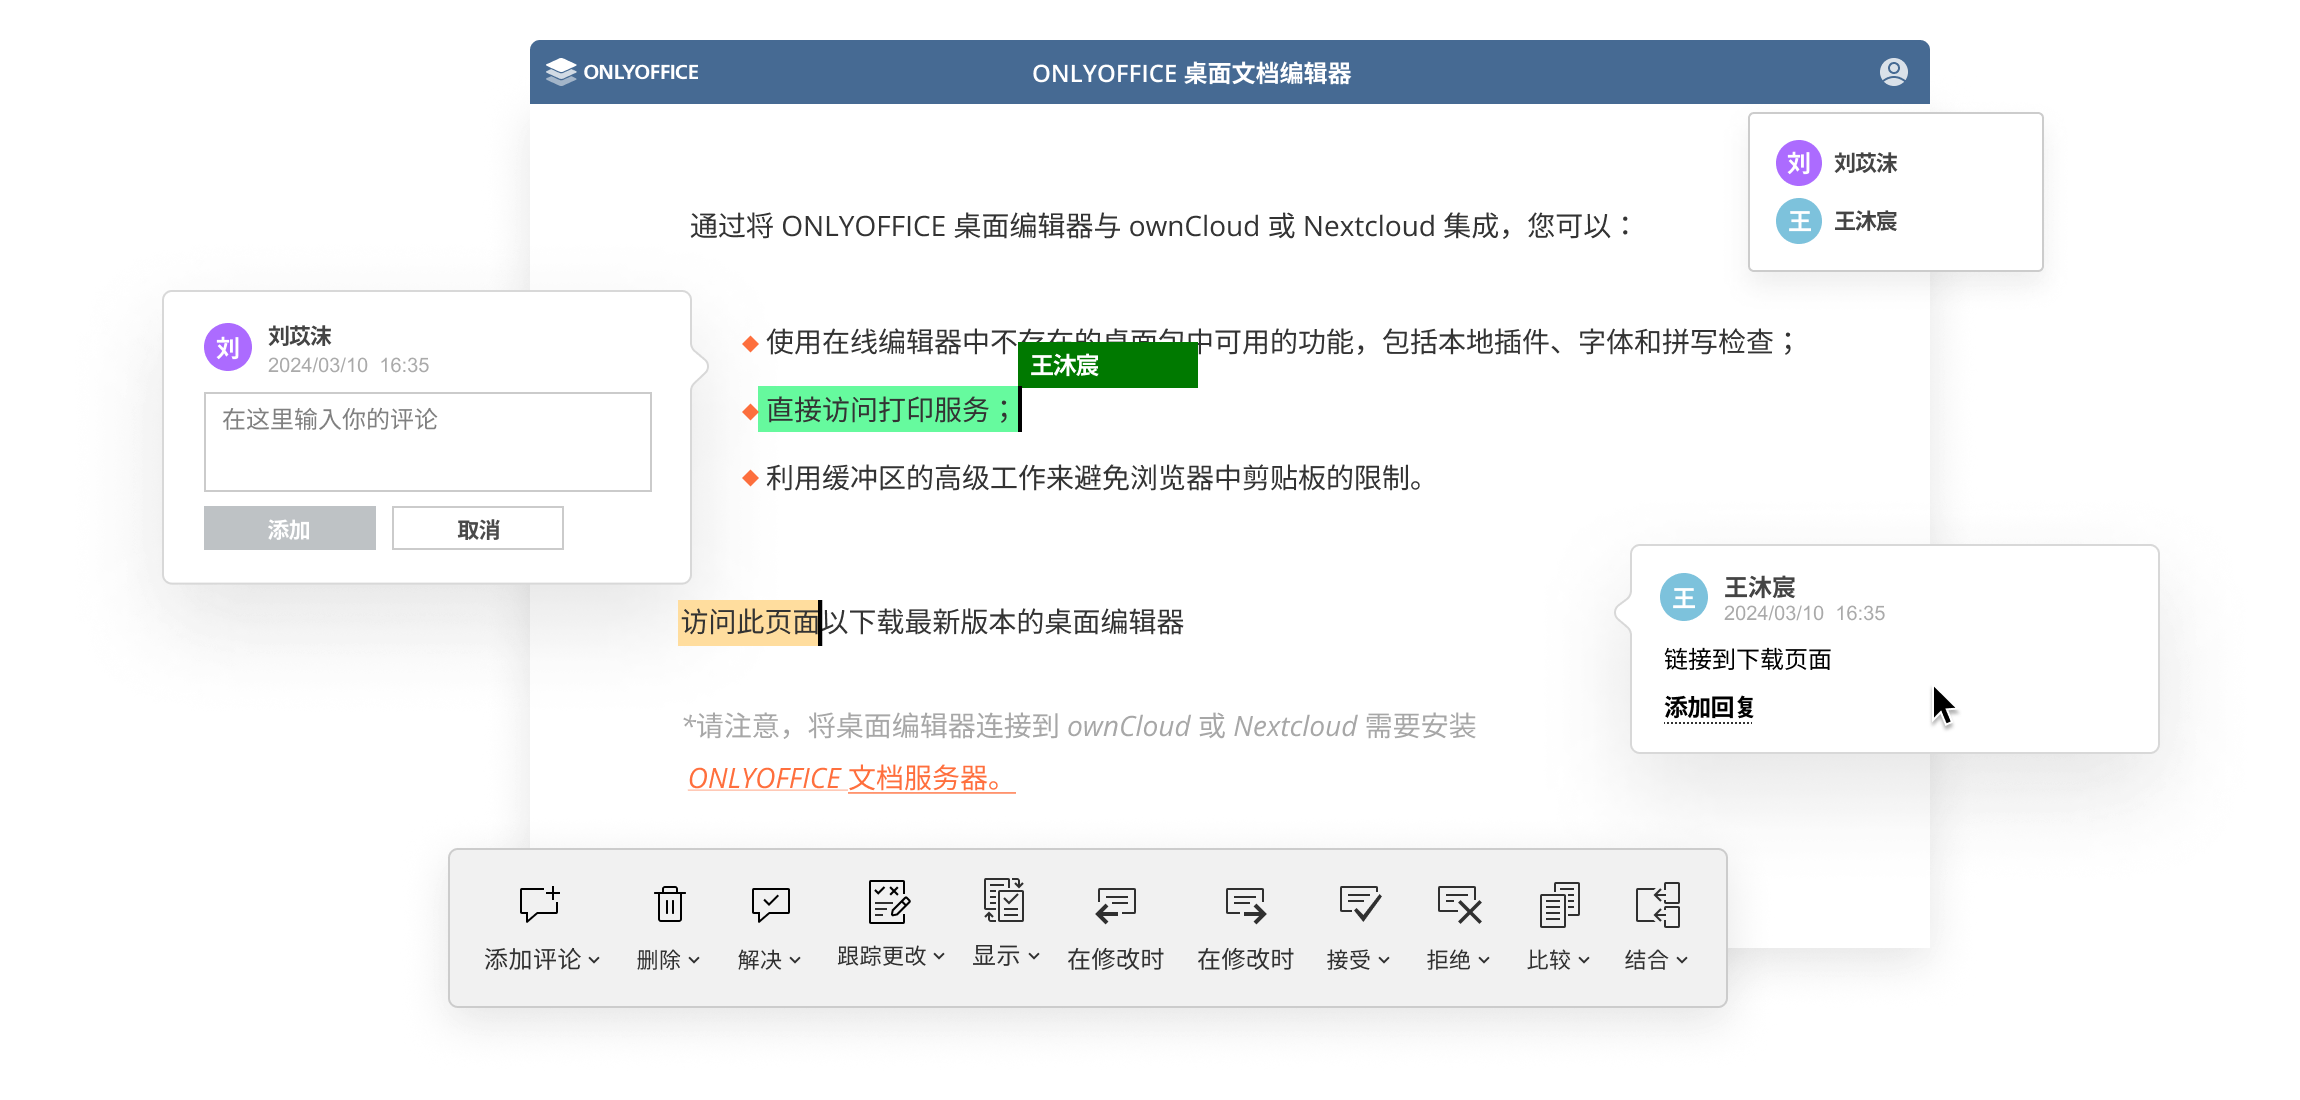 ONLYOFFICE
ONLYOFFICE 桌面文档编辑器
刘 刘苡沫
王 王沐宸
通过将 ONLYOFFICE 桌面编辑器与 ownCloud 或 Nextcloud 集成，您可以：
刘 刘苡沫
2024/03/10 16:35
在这里输入你的评论
添加 取消
使用在线编辑器中不存在的桌面包中可用的功能，包括本地插件、字体和拼写检查；
王沐宸
直接访问打印服务；
利用缓冲区的高级工作来避免浏览器中剪贴板的限制。
访问此页面以下载最新版本的桌面编辑器
王 王沐宸
2024/03/10 16:35
链接到下载页面
添加回复
*请注意，将桌面编辑器连接到 ownCloud 或 Nextcloud 需要安装
ONLYOFFICE 文档服务器。
添加评论 删除 解决 跟踪更改 显示 在修改时 在修改时 接受 拒绝 比较 结合